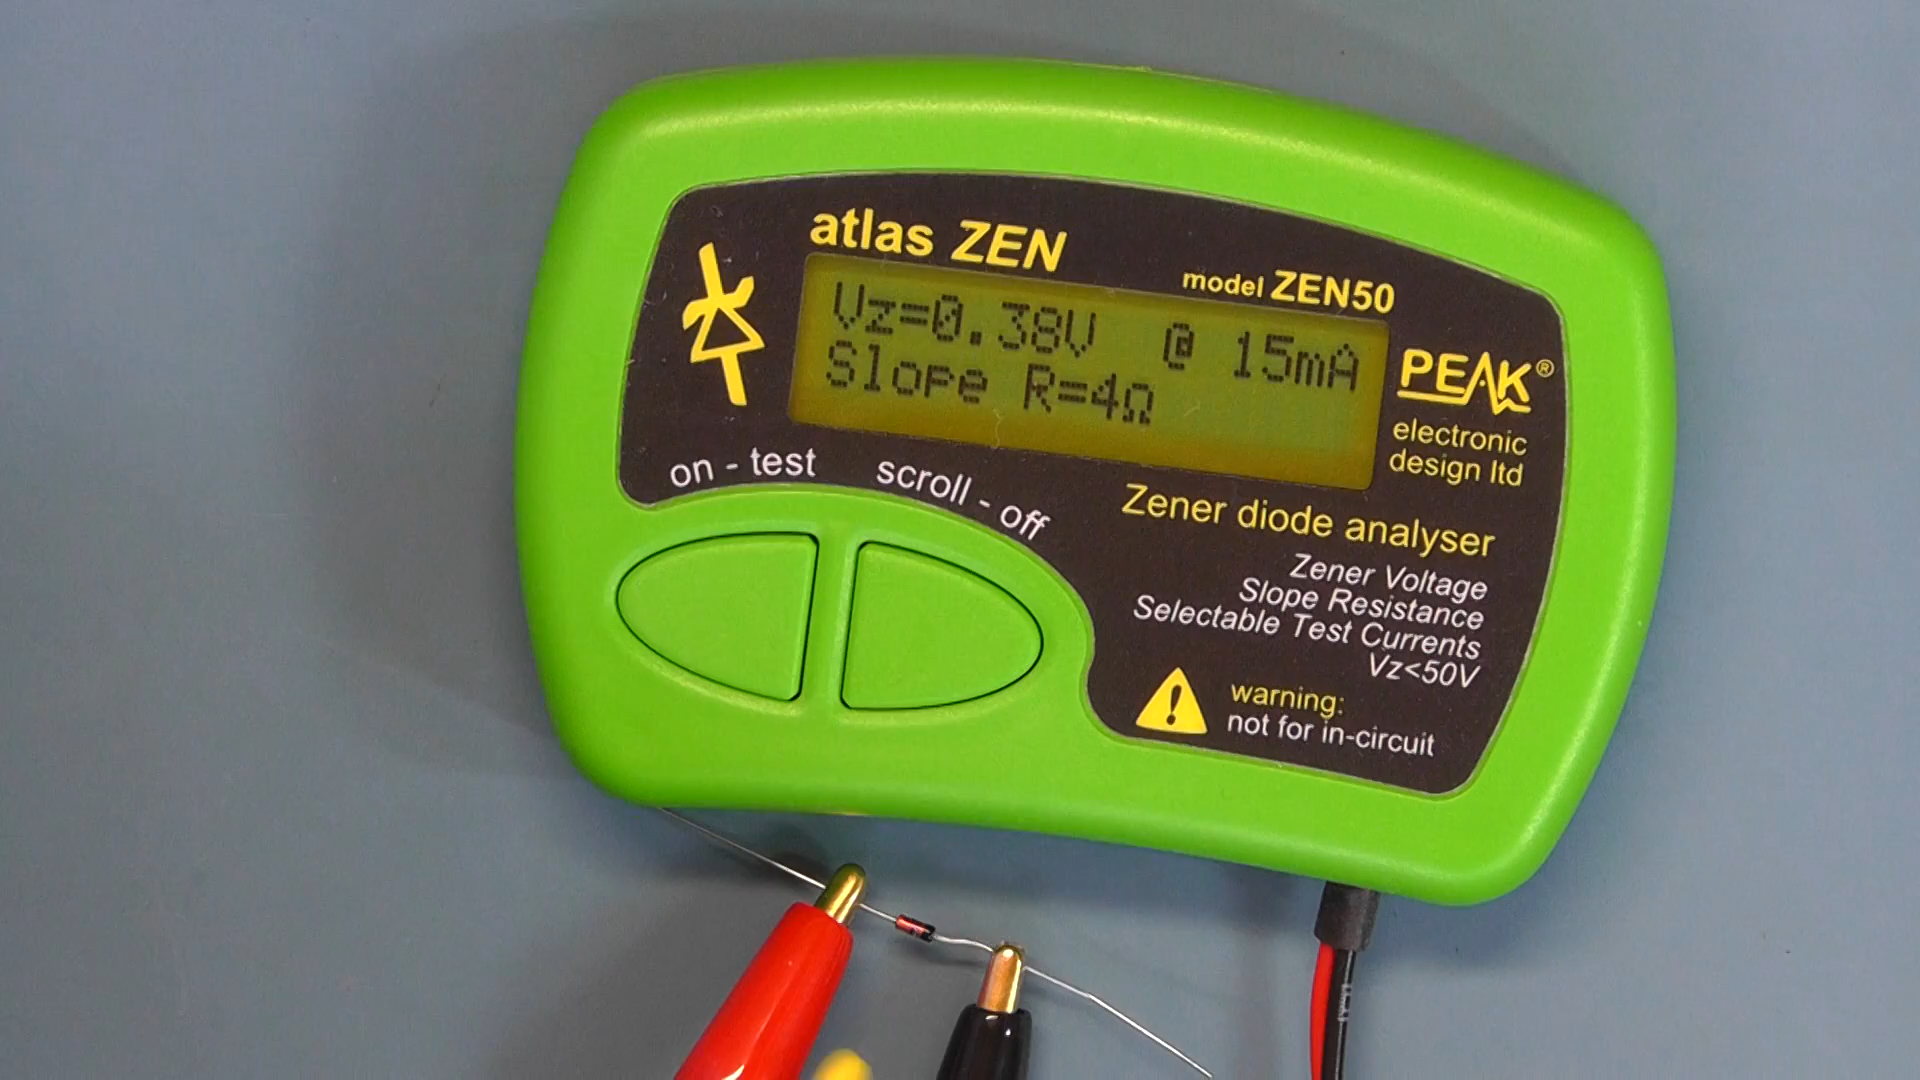 atlas ZEN
model ZEN50
Vz=0.38V @ 15mA
Slope R=4Ω
PEAK®
electronic
design ltd
on - test
scroll - off
Zener diode analyser
Zener Voltage
Slope Resistance
Selectable Test Currents
Vz<50V
warning:
not for in-circuit